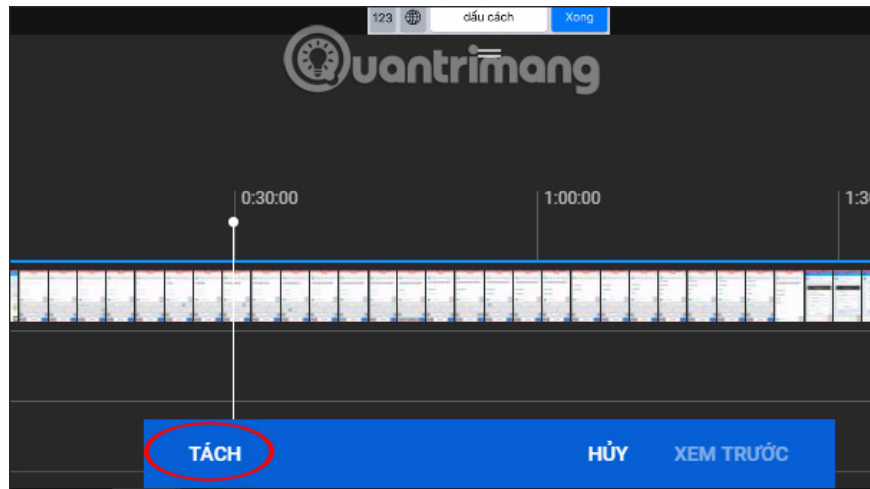 123 dấu cách Xong
Quantrimang
0:30:00 1:00:00 1:3
TÁCH HỦY XEM TRƯỚC